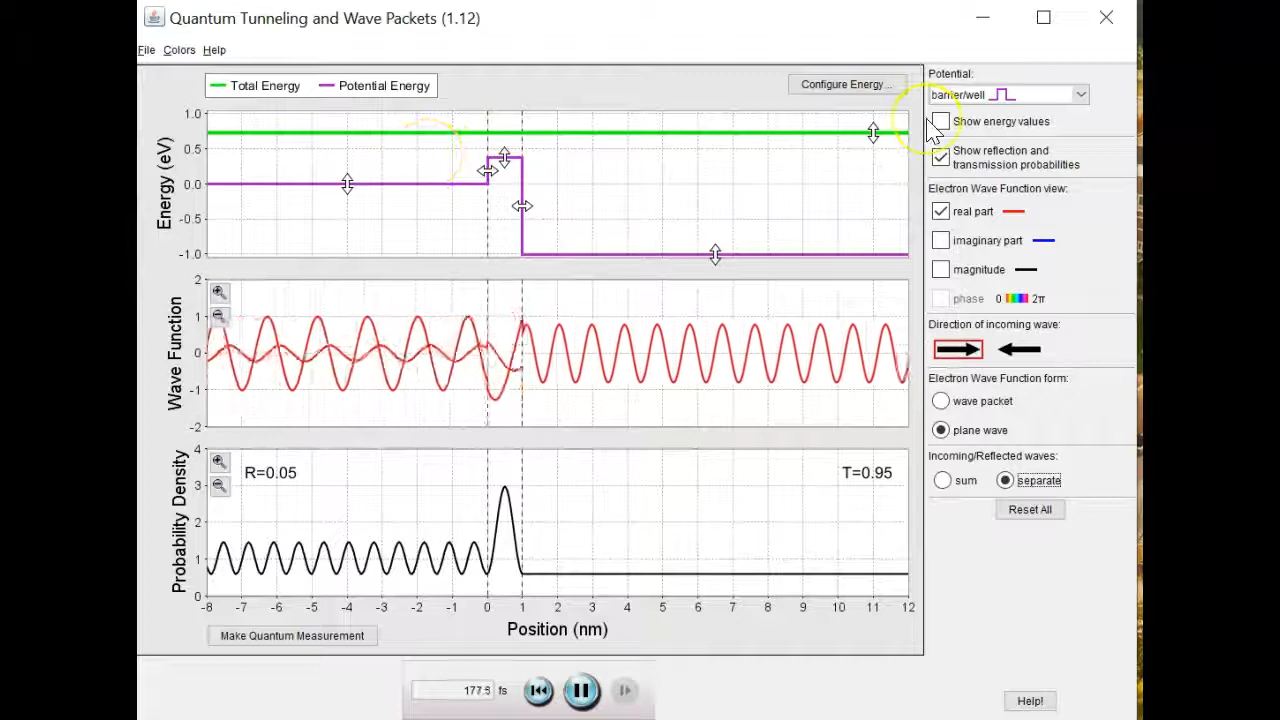 Quantum Tunneling and Wave Packets (1.12)
File Colors Help
Total Energy Potential Energy
Configure Energy...
Energy (eV)
1.0
0.5
0.0
-0.5
-1.0
Wave Function
2
1
0
-1
-2
Probability Density
4
3
2
1
0
R=0.05
T=0.95
-8 -7 -6 -5 -4 -3 -2 -1 0 1 2 3 4 5 6 7 8 9 10 11 12
Position (nm)
Make Quantum Measurement
177.5 fs
Potential:
barrier/well
Show energy values
Show reflection and
transmission probabilities
Electron Wave Function view:
real part
imaginary part
magnitude
phase 0 2π
Direction of incoming wave:
Electron Wave Function form:
wave packet
plane wave
Incoming/Reflected waves:
sum separate
Reset All
Help!